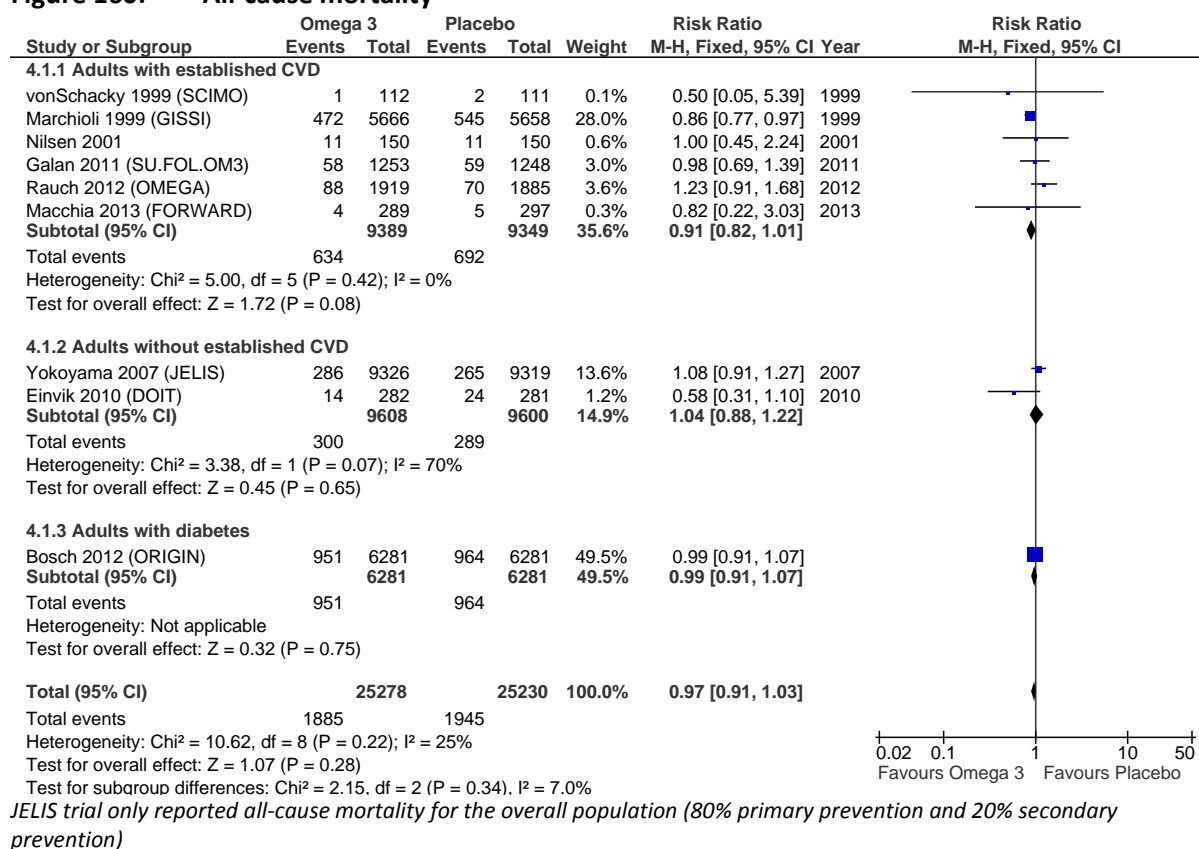 Figure 180: All-cause mortality
Omega 3 Placebo Risk Ratio Risk Ratio
Study or Subgroup Events Total Events Total Weight M-H, Fixed, 95% CI Year M-H, Fixed, 95% CI
4.1.1 Adults with established CVD
vonSchacky 1999 (SCIMO) 1 112 2 111 0.1% 0.50 [0.05, 5.39] 1999
Marchioli 1999 (GISSI) 472 5666 545 5658 28.0% 0.86 [0.77, 0.97] 1999
Nilsen 2001 11 150 11 150 0.6% 1.00 [0.45, 2.24] 2001
Galan 2011 (SU.FOL.OM3) 58 1253 59 1248 3.0% 0.98 [0.69, 1.39] 2011
Rauch 2012 (OMEGA) 88 1919 70 1885 3.6% 1.23 [0.91, 1.68] 2012
Macchia 2013 (FORWARD) 4 289 5 297 0.3% 0.82 [0.22, 3.03] 2013
Subtotal (95% CI) 9389 9349 35.6% 0.91 [0.82, 1.01]
Total events 634 692
Heterogeneity: Chi² = 5.00, df = 5 (P = 0.42); I² = 0%
Test for overall effect: Z = 1.72 (P = 0.08)
4.1.2 Adults without established CVD
Yokoyama 2007 (JELIS) 286 9326 265 9319 13.6% 1.08 [0.91, 1.27] 2007
Einvik 2010 (DOIT) 14 282 24 281 1.2% 0.58 [0.31, 1.10] 2010
Subtotal (95% CI) 9608 9600 14.9% 1.04 [0.88, 1.22]
Total events 300 289
Heterogeneity: Chi² = 3.38, df = 1 (P = 0.07); I² = 70%
Test for overall effect: Z = 0.45 (P = 0.65)
4.1.3 Adults with diabetes
Bosch 2012 (ORIGIN) 951 6281 964 6281 49.5% 0.99 [0.91, 1.07]
Subtotal (95% CI) 6281 6281 49.5% 0.99 [0.91, 1.07]
Total events 951 964
Heterogeneity: Not applicable
Test for overall effect: Z = 0.32 (P = 0.75)
Total (95% CI) 25278 25230 100.0% 0.97 [0.91, 1.03]
Total events 1885 1945
Heterogeneity: Chi² = 10.62, df = 8 (P = 0.22); I² = 25%
Test for overall effect: Z = 1.07 (P = 0.28)
Test for subgroup differences: Chi² = 2.15, df = 2 (P = 0.34), I² = 7.0%
0.02 0.1 1 10 50
Favours Omega 3 Favours Placebo
JELIS trial only reported all-cause mortality for the overall population (80% primary prevention and 20% secondary
prevention)